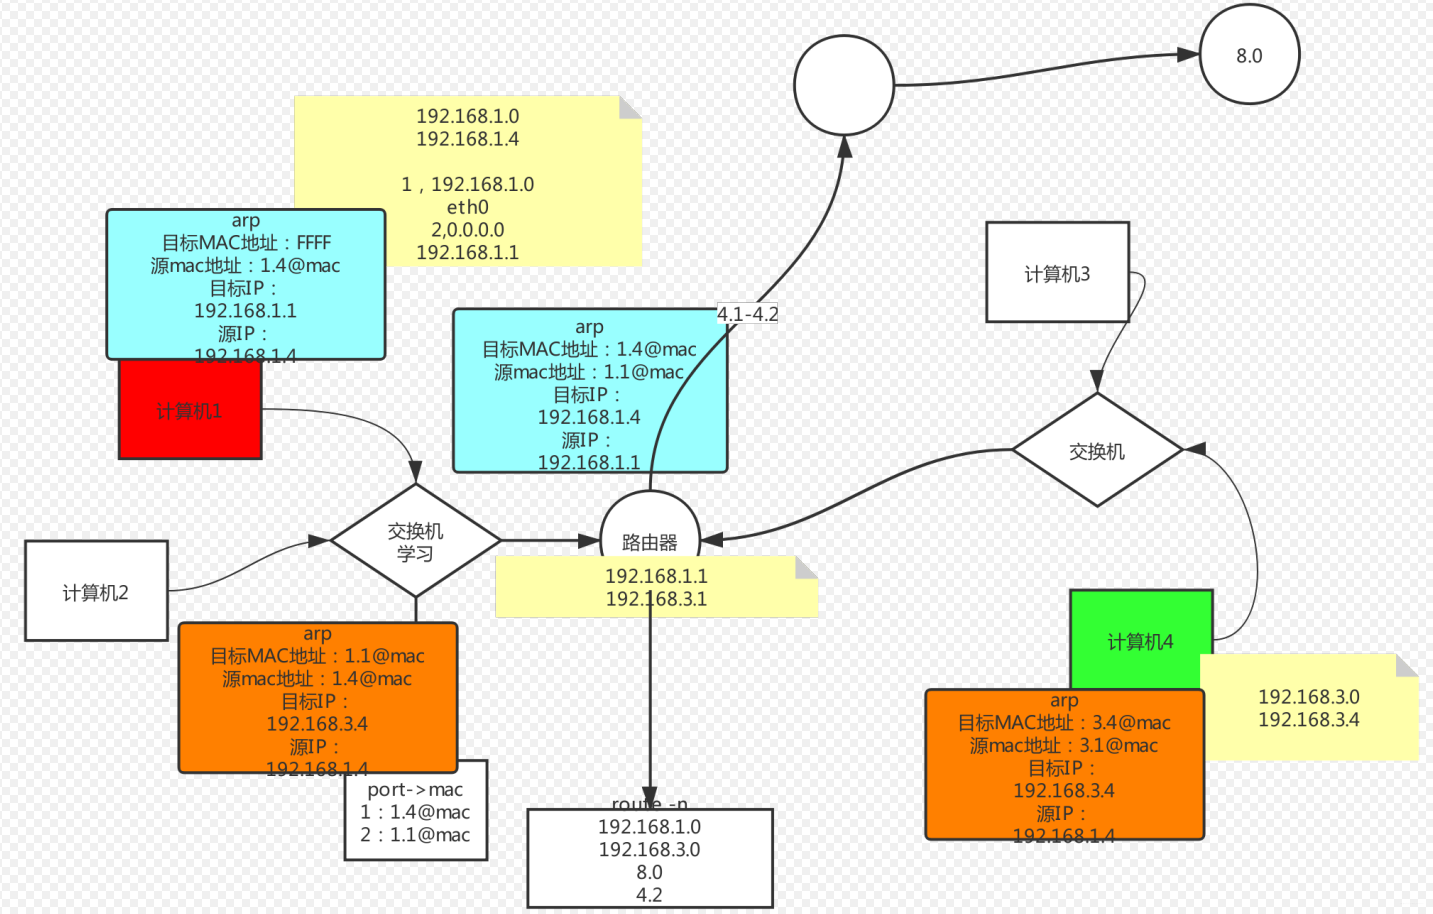 8.0
192.168.1.0
192.168.1.4
1，192.168.1.0
eth0
2,0.0.0.0
192.168.1.1
arp
目标MAC地址：FFFF
源mac地址：1.4@mac
目标IP：
192.168.1.1
源IP：
192.168.1.4
计算机1
4.1-4.2
arp
目标MAC地址：1.4@mac
源mac地址：1.1@mac
目标IP：
192.168.1.4
源IP：
192.168.1.1
计算机3
交换机
交换机
学习
路由器
192.168.1.1
192.168.3.1
计算机2
arp
目标MAC地址：1.1@mac
源mac地址：1.4@mac
目标IP：
192.168.3.4
源IP：
192.168.1.4
port->mac
1：1.4@mac
2：1.1@mac
route -n
192.168.1.0
192.168.3.0
8.0
4.2
计算机4
192.168.3.0
192.168.3.4
arp
目标MAC地址：3.4@mac
源mac地址：3.1@mac
目标IP：
192.168.3.4
源IP：
192.168.1.4